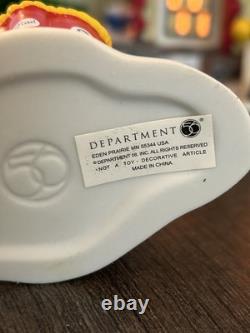 DEPARTMENT 56
EDEN PRAIRIE MN 55344 USA
©DEPARTMENT 56, INC. ALL RIGHTS RESERVED
•NOT A TOY - DECORATIVE ARTICLE
MADE IN CHINA.